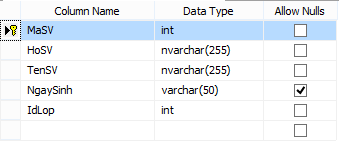 Column Name Data Type Allow Nulls
MaSV int
HoSV nvarchar(255)
TenSV nvarchar(255)
NgaySinh varchar(50)
IdLop int